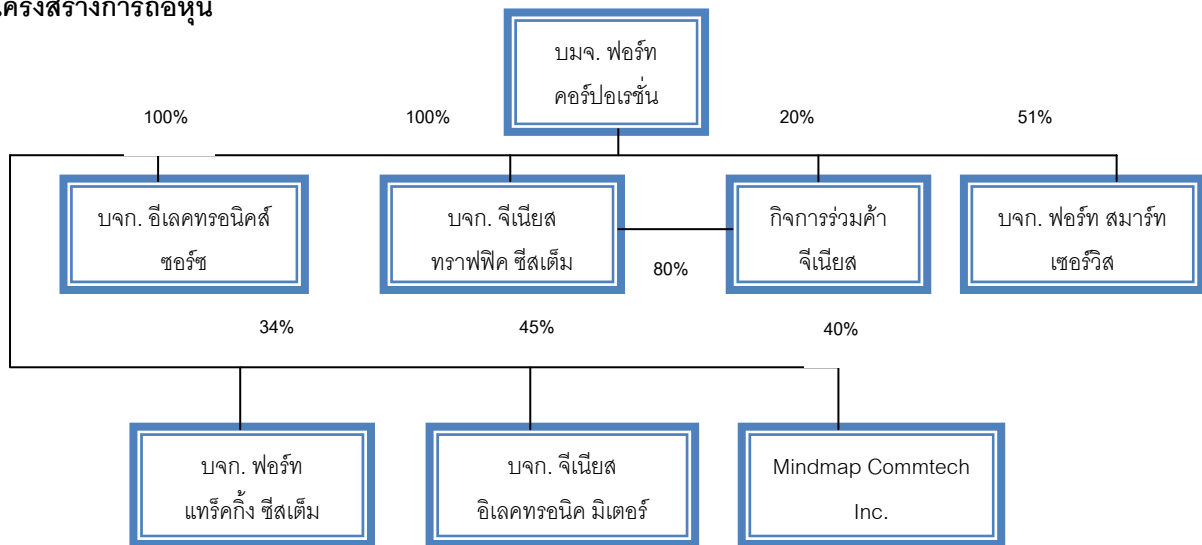 โครงสร้างการถือหุ้น
บมจ. ฟอร์ท
คอร์ปอเรชั่น
100%
100%
20%
51%
บจก. อีเลคทรอนิคส์
ซอร์ซ
บจก. จีเนียส
ทราฟฟิค ซีสเต็ม
กิจการร่วมค้า
จีเนียส
บจก. ฟอร์ท สมาร์ท
เซอร์วิส
80%
34%
45%
40%
บจก. ฟอร์ท
แทร็คกิ้ง ซีสเต็ม
บจก. จีเนียส
อิเลคทรอนิค มิเตอร์
Mindmap Commtech
Inc.